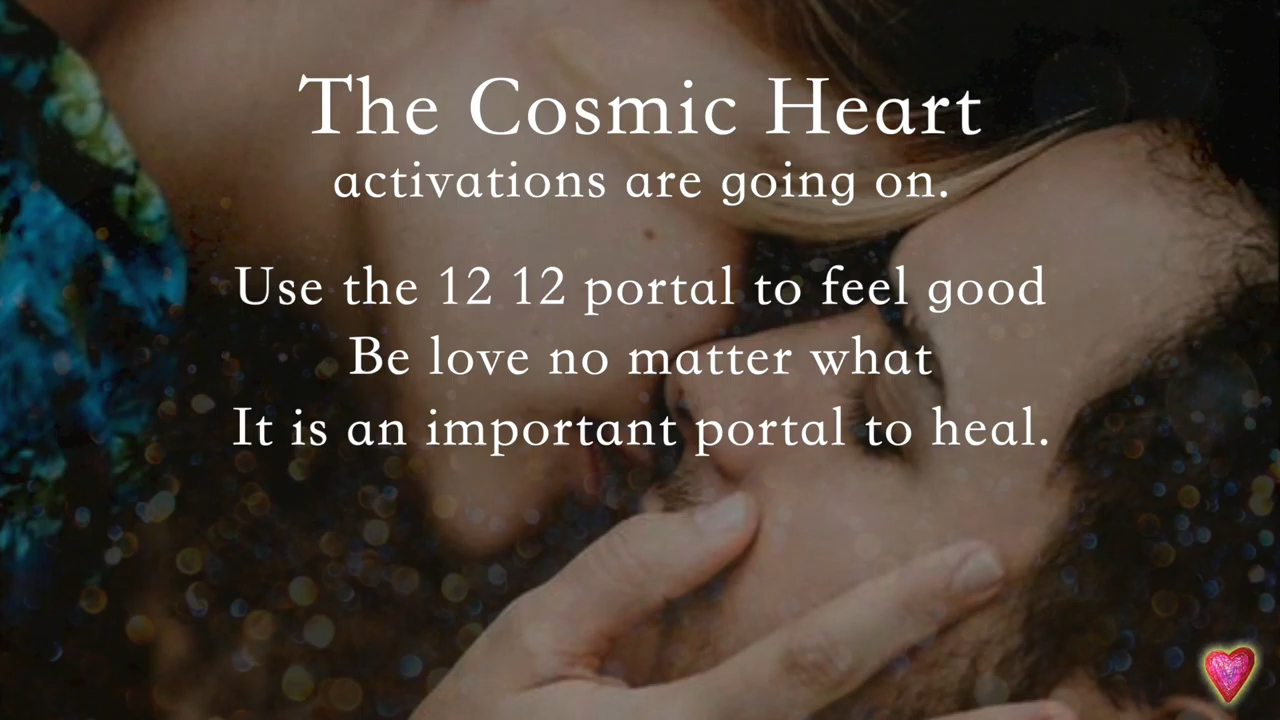 The Cosmic Heart
activations are going on.
Use the 12 12 portal to feel good
Be love no matter what
It is an important portal to heal.